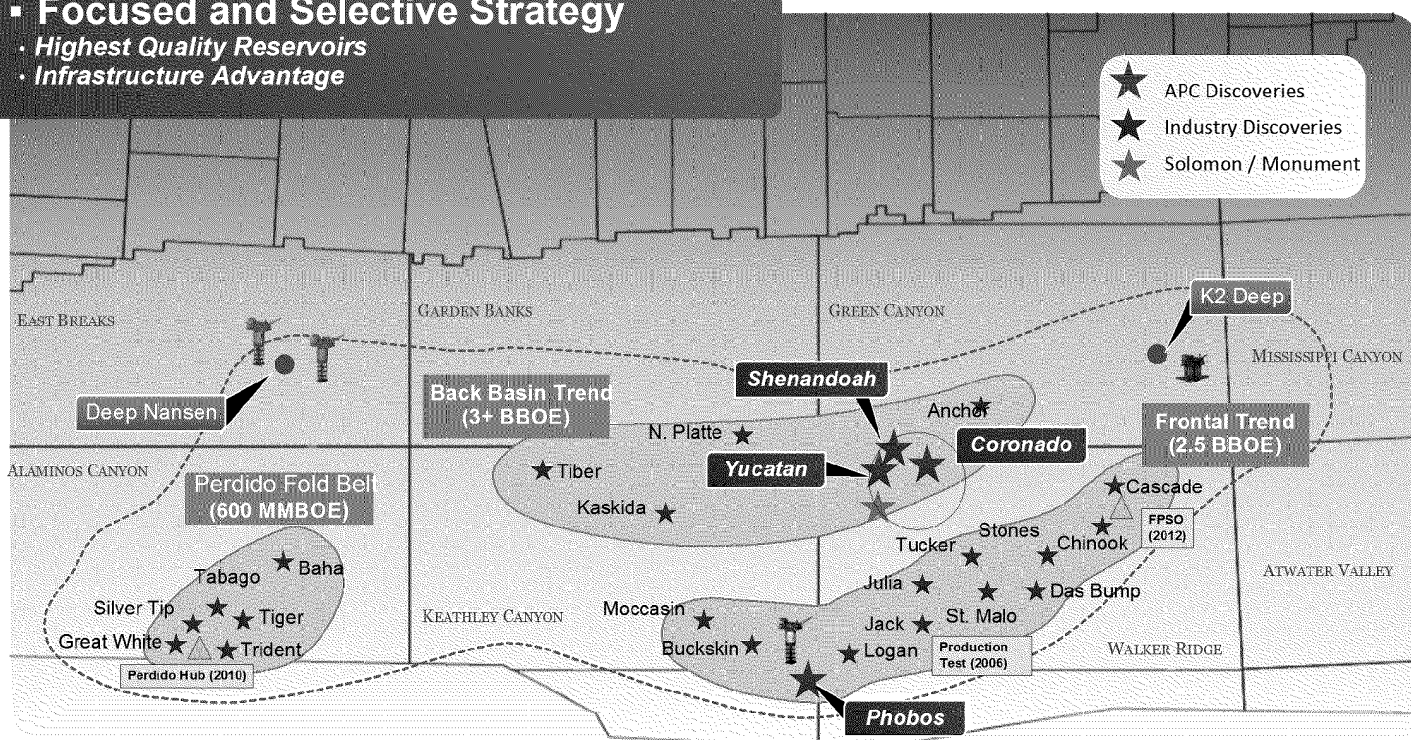 ▪ Focused and Selective Strategy
• Highest Quality Reservoirs
• Infrastructure Advantage
APC Discoveries
Industry Discoveries
Solomon / Monument
K2 Deep
EAST BREAKS
GARDEN BANKS
GREEN CANYON
MISSISSIPPI CANYON
Deep Nansen
Back Basin Trend
(3+ BBOE)
Shenandoah
Anchor
Frontal Trend
(2.5 BBOE)
N. Platte
Coronado
Yucatan
ALAMINOS CANYON
Tiber
Perdido Fold Belt
(600 MMBOE)
Kaskida
Cascade
FPSO
(2012)
Stones
Chinook
Tucker
Baha
Tabago
Julia
Das Bump
ATWATER VALLEY
Silver Tip
Tiger
KEATHLEY CANYON
Moccasin
St. Malo
Jack
Great White
Trident
Buckskin
Logan
Production
Test (2006)
WALKER RIDGE
Perdido Hub (2010)
Phobos